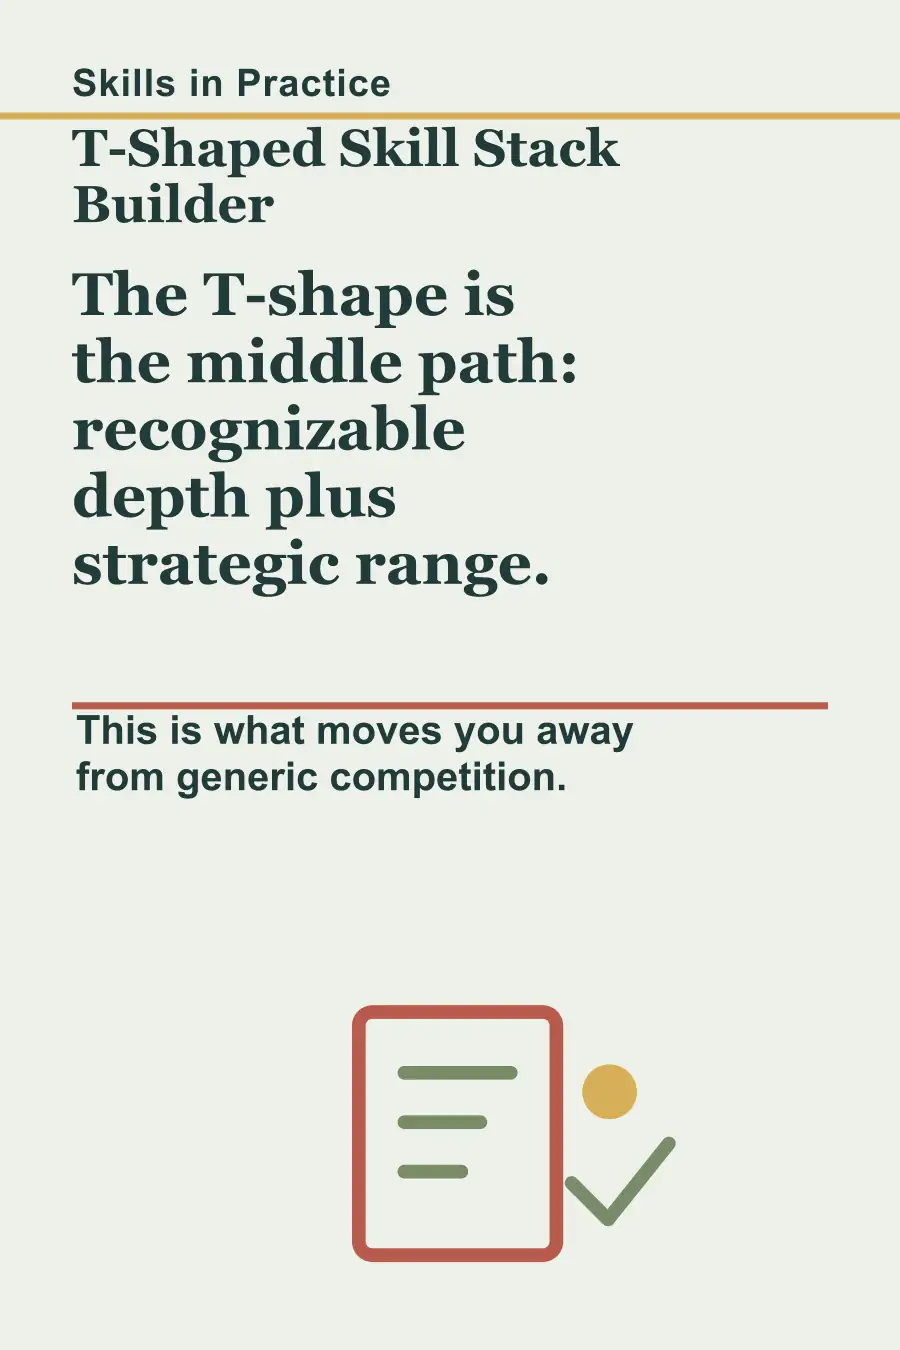 Skills in Practice
T-Shaped Skill Stack
Builder
The T-shape is
the middle path:
recognizable
depth plus
strategic range.
This is what moves you away
from generic competition.